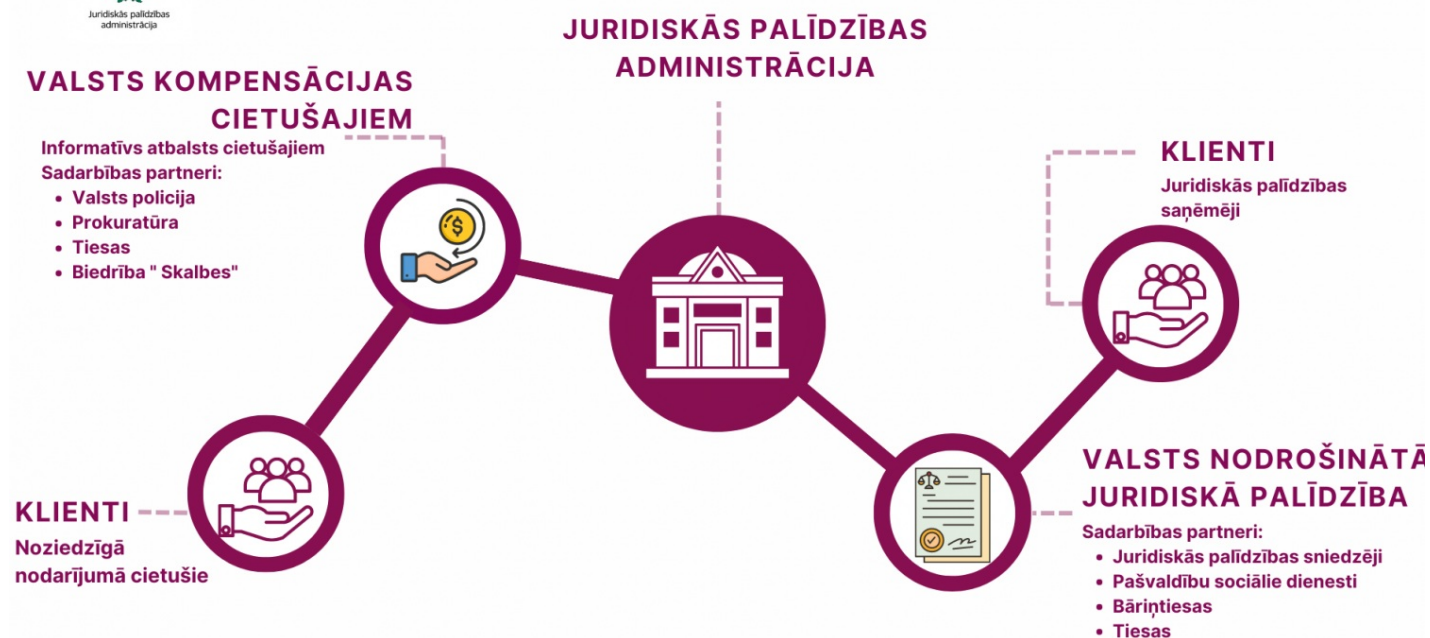 Juridiskās palīdzības
administrācija
JURIDISKĀS PALĪDZĪBAS
ADMINISTRĀCIJA
VALSTS KOMPENSĀCIJAS
CIETUŠAJIEM
Informatīvs atbalsts cietušajiem
Sadarbības partneri:
• Valsts policija
• Prokuratūra
• Tiesas
• Biedrība " Skalbes"
KLIENTI
Juridiskās palīdzības
saņēmēji
KLIENTI
Noziedzīgā
nodarījumā cietušie
VALSTS NODROŠINĀTĀ
JURIDISKĀ PALĪDZĪBA
Sadarbības partneri:
• Juridiskās palīdzības sniedzēji
• Pašvaldību sociālie dienesti
• Bāriņtiesas
• Tiesas